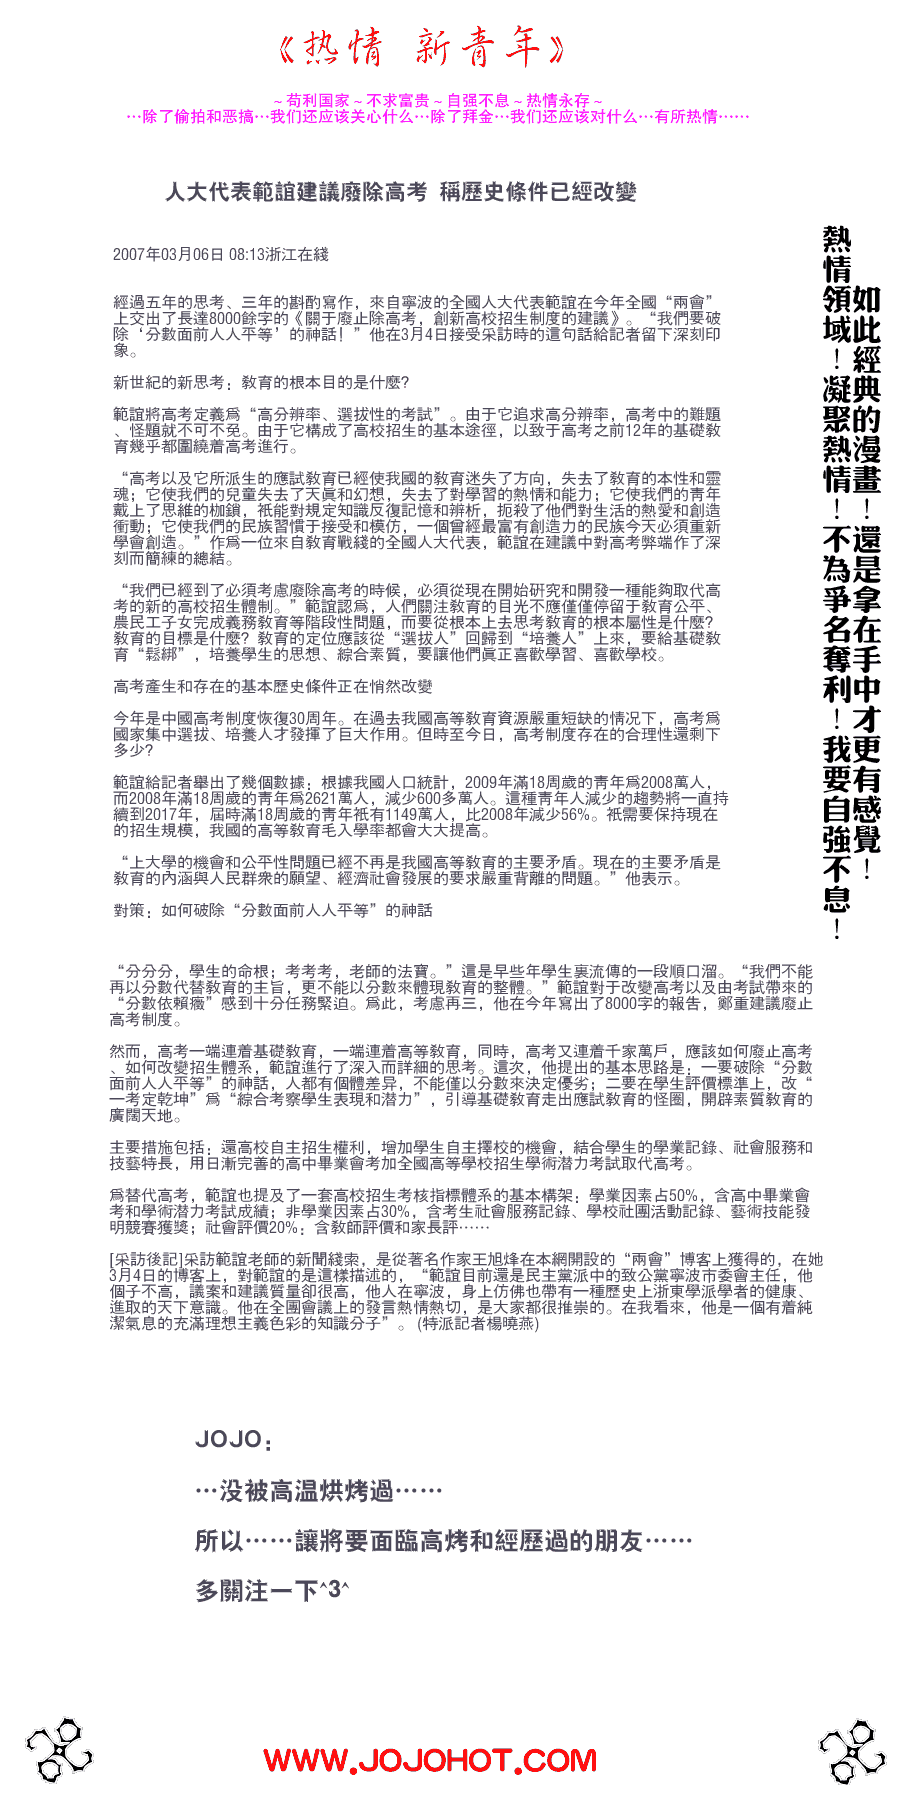 《热情 新青年》
~苟利国家~不求富贵~自强不息~热情永存~
…除了偷拍和恶搞…我们还应该关心什么…除了拜金…我们还应该对什么…有所热情……
人大代表範誼建議廢除高考 稱歷史條件已經改變
2007年03月06日 08:13浙江在綫
經過五年的思考、三年的斟酌寫作，來自寧波的全國人大代表範誼在今年全國“兩會”
上交出了長達8000餘字的《關于廢止除高考，創新高校招生制度的建議》。“我們要破
除‘分數面前人人平等’的神話！”他在3月4日接受采訪時的這句話給記者留下深刻印
象。
新世紀的新思考：敎育的根本目的是什麽?
範誼將高考定義爲“高分辨率、選拔性的考試”。由于它追求高分辨率，高考中的難題
、怪題就不可不免。由于它構成了高校招生的基本途徑，以致于高考之前12年的基礎敎
育幾乎都圍繞着高考進行。
“高考以及它所派生的應試敎育已經使我國的敎育迷失了方向，失去了敎育的本性和靈
魂；它使我們的兒童失去了天眞和幻想，失去了對學習的熱情和能力；它使我們的靑年
戴上了思維的枷鎖，祇能對規定知識反復記憶和辨析，扼殺了他們對生活的熱愛和創造
衝動；它使我們的民族習慣于接受和模仿，一個曾經最富有創造力的民族今天必須重新
學會創造。”作爲一位來自敎育戰綫的全國人大代表，範誼在建議中對高考弊端作了深
刻而簡練的總結。
“我們已經到了必須考慮廢除高考的時候，必須從現在開始硏究和開發一種能夠取代高
考的新的高校招生體制。”範誼認爲，人們關注敎育的目光不應僅僅停留于敎育公平、
農民工子女完成義務敎育等階段性問題，而要從根本上去思考敎育的根本屬性是什麽?
敎育的目標是什麽? 敎育的定位應該從“選拔人”回歸到“培養人”上來，要給基礎敎
育“鬆綁”，培養學生的思想、綜合素質，要讓他們眞正喜歡學習、喜歡學校。
高考產生和存在的基本歷史條件正在悄然改變
今年是中國高考制度恢復30周年。在過去我國高等敎育資源嚴重短缺的情况下，高考爲
國家集中選拔、培養人才發揮了巨大作用。但時至今日，高考制度存在的合理性還剩下
多少?
範誼給記者舉出了幾個數據：根據我國人口統計，2009年滿18周歲的靑年爲2008萬人，
而2008年滿18周歲的靑年爲2621萬人，減少600多萬人。這種靑年人減少的趨勢將一直持
續到2017年，屆時滿18周歲的靑年祇有1149萬人，比2008年減少56%。祇需要保持現在
的招生規模，我國的高等敎育毛入學率都會大大提高。
“上大學的機會和公平性問題已經不再是我國高等敎育的主要矛盾。現在的主要矛盾是
敎育的內涵與人民群衆的願望、經濟社會發展的要求嚴重背離的問題。”他表示。
對策：如何破除“分數面前人人平等”的神話
“分分分，學生的命根；考考考，老師的法寶。”這是早些年學生裏流傳的一段順口溜。“我們不能
再以分數代替敎育的主旨，更不能以分數來體現敎育的整體。”範誼對于改變高考以及由考試帶來的
“分數依賴癥”感到十分任務緊迫。爲此，考慮再三，他在今年寫出了8000字的報告，鄭重建議廢止
高考制度。
然而，高考一端連着基礎敎育，一端連着高等敎育，同時，高考又連着千家萬戶，應該如何廢止高考
、如何改變招生體系，範誼進行了深入而詳細的思考。這次，他提出的基本思路是：一要破除“分數
面前人人平等”的神話，人都有個體差异，不能僅以分數來決定優劣；二要在學生評價標準上，改“
一考定乾坤”爲“綜合考察學生表現和潜力”，引導基礎敎育走出應試敎育的怪圈，開辟素質敎育的
廣闊天地。
主要措施包括：還高校自主招生權利，增加學生自主擇校的機會，結合學生的學業記錄、社會服務和
技藝特長，用日漸完善的高中畢業會考加全國高等學校招生學術潜力考試取代高考。
爲替代高考，範誼也提及了一套高校招生考核指標體系的基本構架：學業因素占50%，含高中畢業會
考和學術潜力考試成績；非學業因素占30%，含考生社會服務記錄、學校社團活動記錄、藝術技能發
明競賽獲獎；社會評價20%：含敎師評價和家長評……
[采訪後記]采訪範誼老師的新聞綫索，是從著名作家王旭烽在本網開設的“兩會”博客上獲得的，在她
3月4日的博客上，對範誼的是這樣描述的，“範誼目前還是民主黨派中的致公黨寧波市委會主任，他
個子不高，議案和建議質量卻很高，他人在寧波，身上仿佛也帶有一種歷史上浙東學派學者的健康、
進取的天下意識。他在全團會議上的發言熱情熱切，是大家都很推崇的。在我看來，他是一個有着純
潔氣息的充滿理想主義色彩的知識分子”。 (特派記者楊曉燕)
如此經典的漫畫！還是拿在手中才更有感覺！
熱情領域！凝聚熱情！不為爭名奪利！我要自強不息！
JOJO：
…没被高温烘烤過……
所以……讓將要面臨高烤和經歷過的朋友……
多關注一下^3^
WWW.JOJOHOT.COM